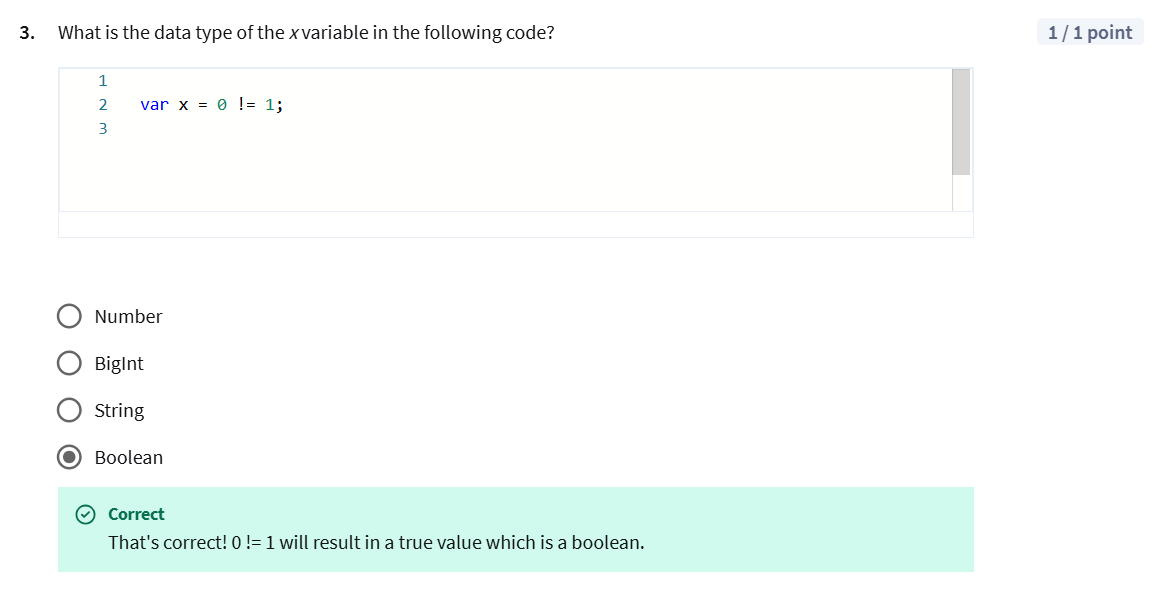 3. What is the data type of the x variable in the following code?
1 / 1 point
1
2 var x = 0 != 1;
3
Number
BigInt
String
Boolean
Correct
That's correct! 0 != 1 will result in a true value which is a boolean.